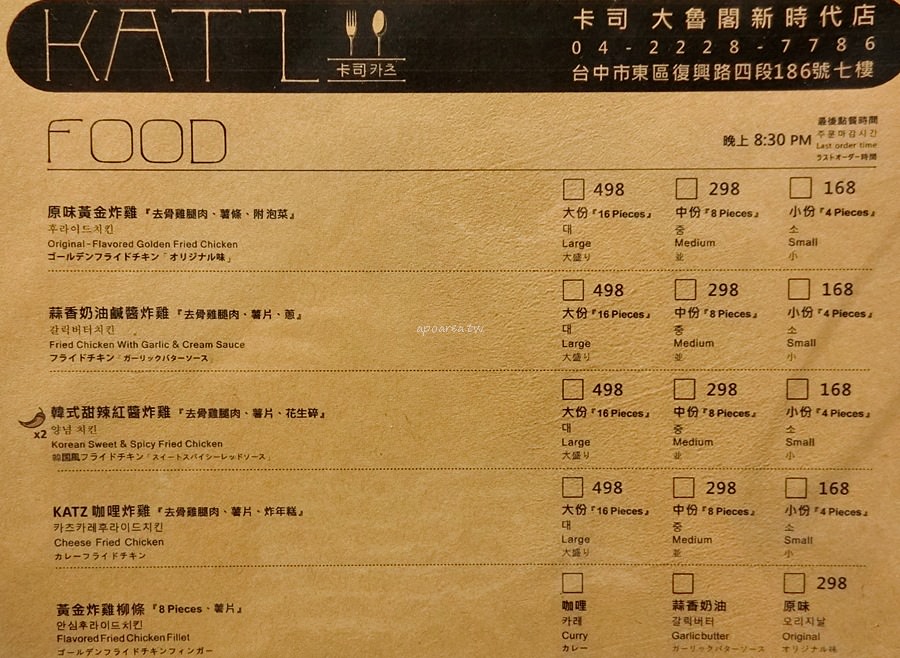 KATZ
卡司카츠
卡司 大魯閣新時代店
04-2228-7786
台中市東區復興路四段186號七樓
FOOD
晚上 8:30 PM
最後點餐時間
주문마감시간
Last order time
ラストオーダー時間
原味黃金炸雞『去骨雞腿肉、薯條、附泡菜』
후라이드치킨
Original-Flavored Golden Fried Chicken
ゴールデンフライドチキン「オリジナル味」
498 298 168
大份『16 Pieces』 中份『8 Pieces』 小份『4 Pieces』
대 중 소
Large Medium Small
大盛り 並 小
蒜香奶油鹹醬炸雞『去骨雞腿肉、薯片、蔥』
갈릭버터치킨
Fried Chicken With Garlic & Cream Sauce
フライドチキン「ガーリックバターソース」
498 298 168
大份『16 Pieces』 中份『8 Pieces』 小份『4 Pieces』
대 중 소
Large Medium Small
大盛り 並 小
apoarea.tw
x2
韓式甜辣紅醬炸雞『去骨雞腿肉、薯片、花生碎』
양념 치킨
Korean Sweet & Spicy Fried Chicken
韓国風フライドチキン「スイートスパイシーレッドソース」
498 298 168
大份『16 Pieces』 中份『8 Pieces』 小份『4 Pieces』
대 중 소
Large Medium Small
大盛り 並 小
KATZ 咖哩炸雞『去骨雞腿肉、薯片、炸年糕』
카츠카레후라이드치킨
Cheese Fried Chicken
カレーフライドチキン
498 298 168
大份『16 Pieces』 中份『8 Pieces』 小份『4 Pieces』
대 중 소
Large Medium Small
大盛り 並 小
黃金炸雞柳條『8 Pieces、薯片』
안심후라이드치킨
Flavored Fried Chicken Fillet
ゴールデンフライドチキンフィンガー
298
咖哩 蒜香奶油 原味
카레 갈릭버터 오리지날
Curry Garlicbutter Original
カレー ガーリックバターソース オリジナル味